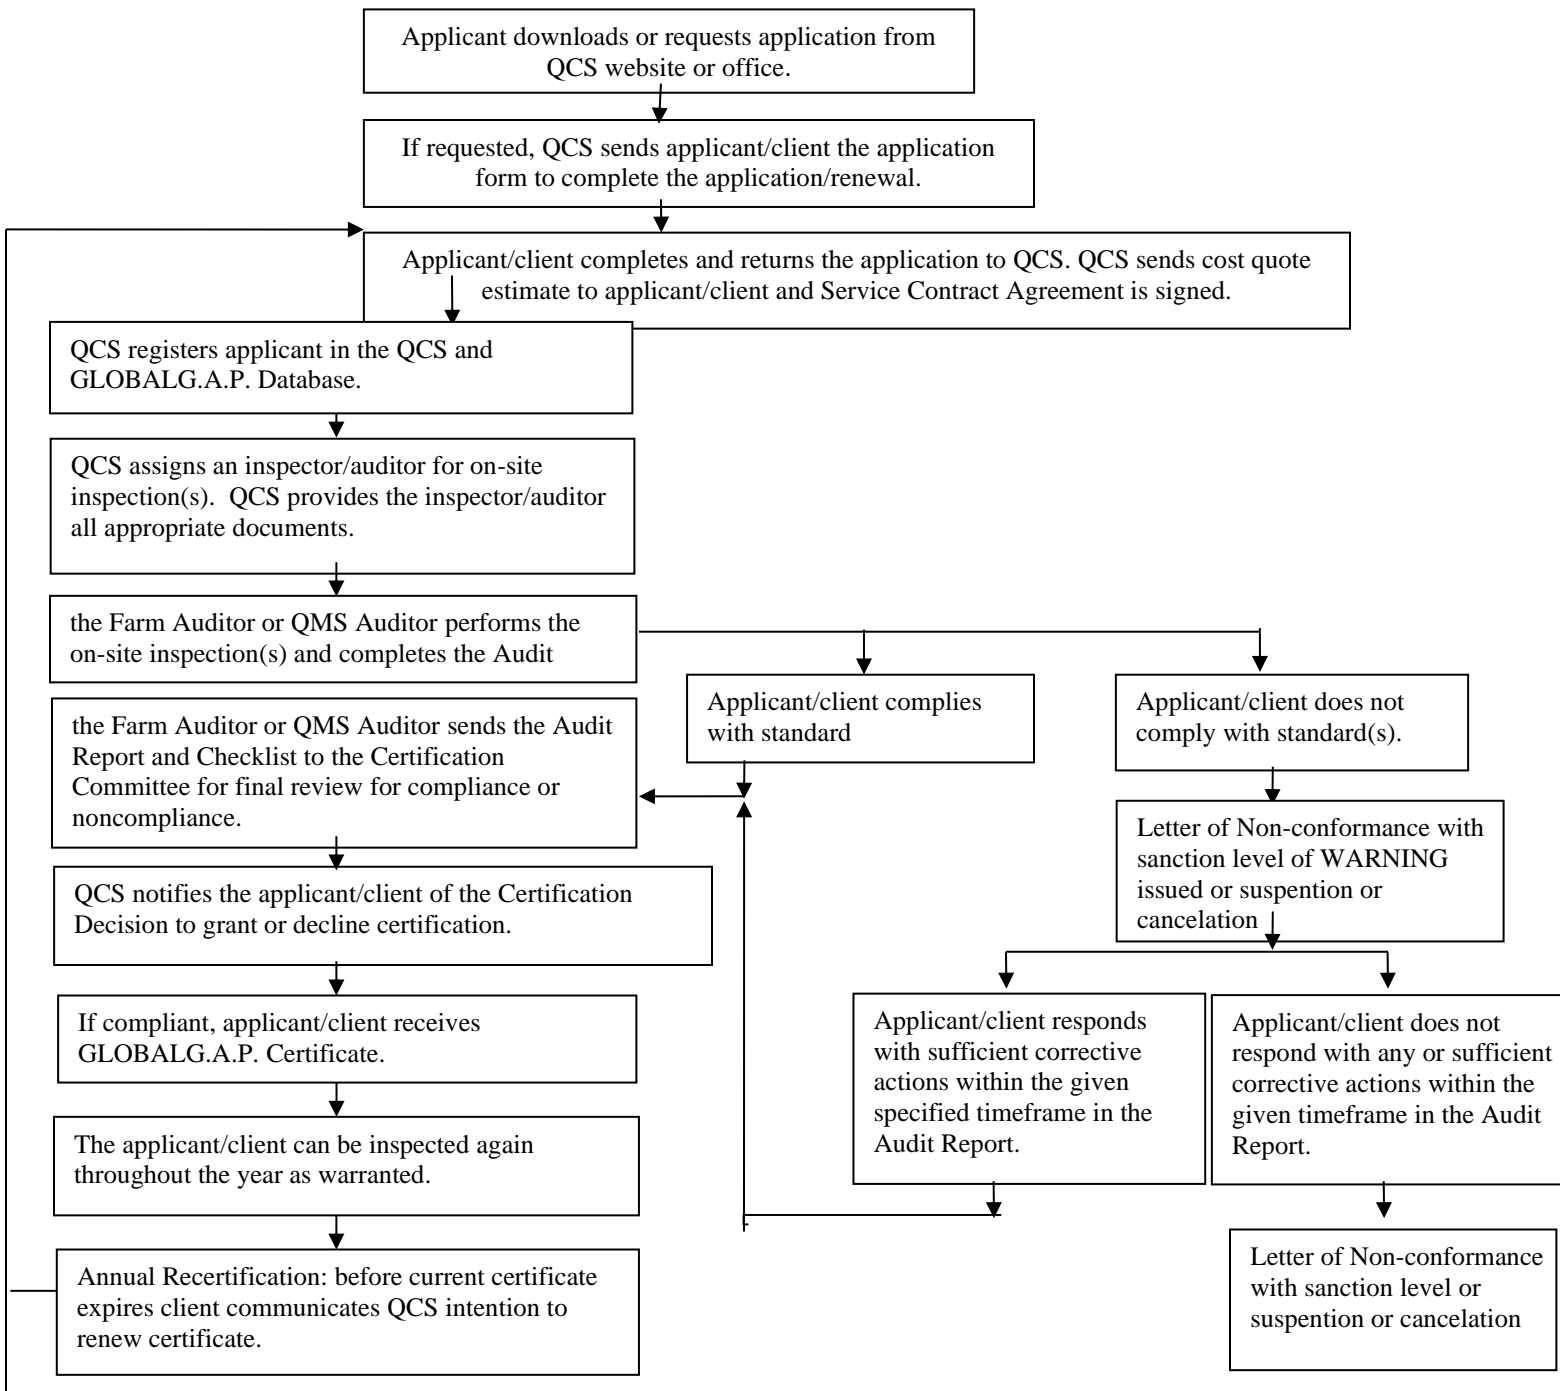 Applicant downloads or requests application from
QCS website or office.
If requested, QCS sends applicant/client the application
form to complete the application/renewal.
Applicant/client completes and returns the application to QCS. QCS sends cost quote
estimate to applicant/client and Service Contract Agreement is signed.
QCS registers applicant in the QCS and
GLOBALG.A.P. Database.
QCS assigns an inspector/auditor for on-site
inspection(s).  QCS provides the inspector/auditor
all appropriate documents.
the Farm Auditor or QMS Auditor performs the
on-site inspection(s) and completes the Audit
Applicant/client complies
with standard
Applicant/client does not
comply with standard(s).
the Farm Auditor or QMS Auditor sends the Audit
Report and Checklist to the Certification
Committee for final review for compliance or
noncompliance.
Letter of Non-conformance with
sanction level of WARNING
issued or suspention or
cancelation
QCS notifies the applicant/client of the Certification
Decision to grant or decline certification.
If compliant, applicant/client receives
GLOBALG.A.P. Certificate.
Applicant/client responds
with sufficient corrective
actions within the given
specified timeframe in the
Audit Report.
Applicant/client does not
respond with any or sufficient
corrective actions within the
given timeframe in the Audit
Report.
The applicant/client can be inspected again
throughout the year as warranted.
Annual Recertification: before current certificate
expires client communicates QCS intention to
renew certificate.
Letter of Non-conformance
with sanction level or
suspention or cancelation